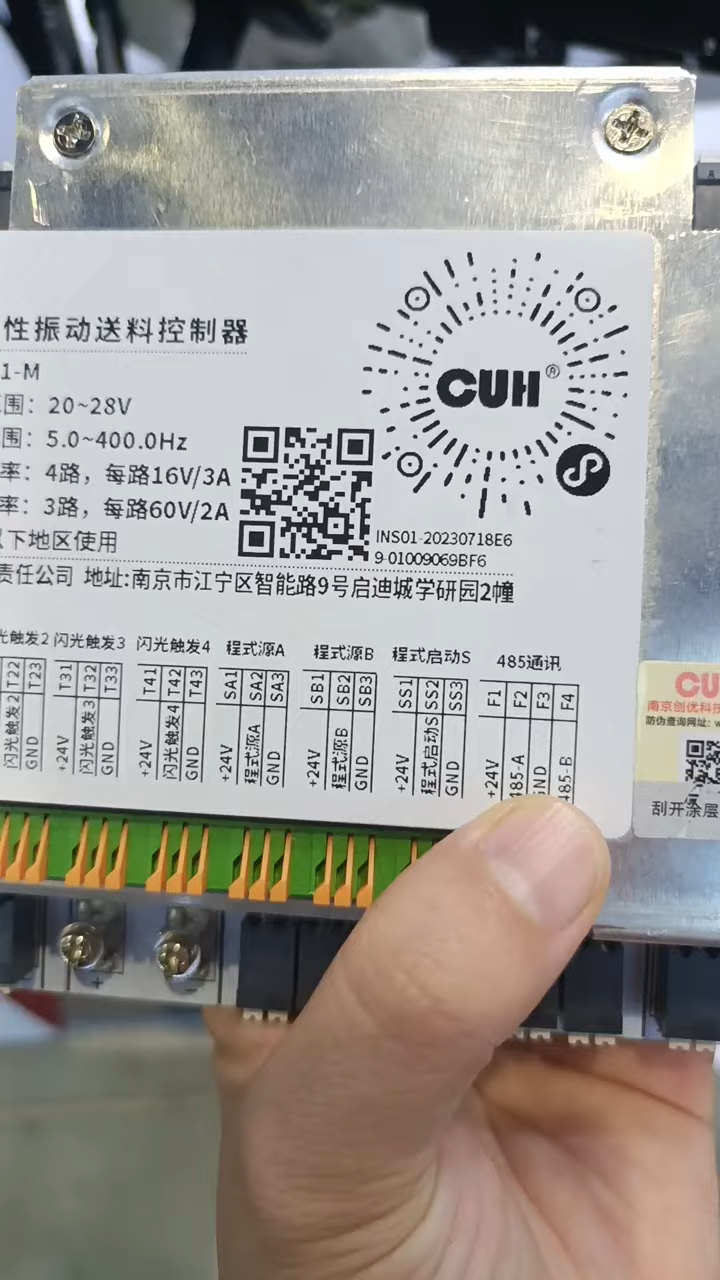 性振动送料控制器
1-M
围：20~28V
围：5.0~400.0Hz
率：4路，每路16V/3A
率：3路，每路60V/2A
以下地区使用
责任公司 地址:南京市江宁区智能路9号启迪城学研园2幢
CUH®
INS01-20230718E6
9-01009069BF6
光触发2 闪光触发3 闪光触发4 程式源A 程式源B 程式启动S 485通讯
T22 T23 T31 T32 T33 T41 T42 T43 SA1 SA2 SA3 SB1 SB2 SB3 SS1 SS2 SS3 F1 F2 F3 F4
闪光触发2 GND +24V 闪光触发3 GND +24V 闪光触发4 GND +24V 程式源A GND +24V 程式源B GND +24V 程式启动S GND +24V 485-A GND 485-B
CU
南京创优科技
防伪查询网址：w
刮开涂层
+